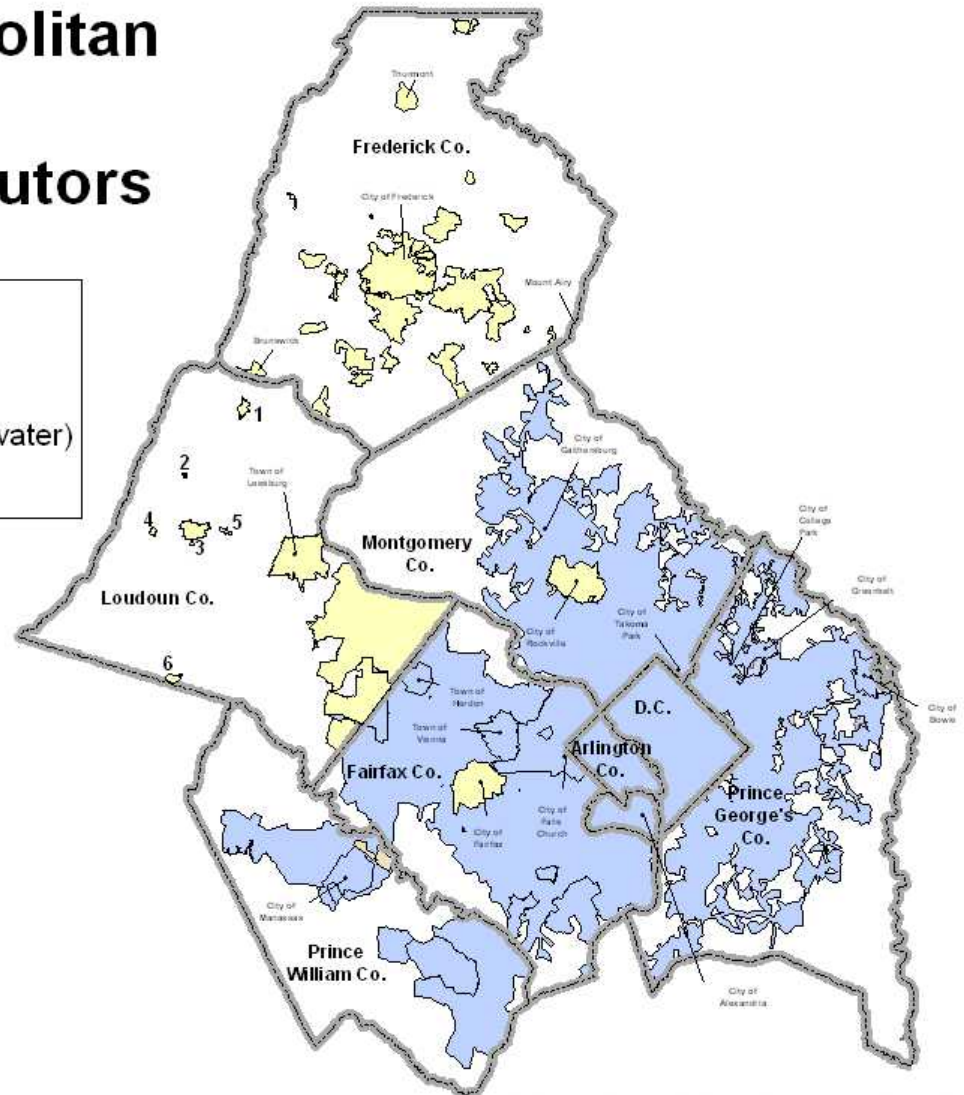 olitan
utors
vater)
Thurmont
Frederick Co.
City of Frederick
Mount Airy
Brunswick
1
2
Town of
Leesburg
4
5
3
City of
Gaithersburg
Montgomery
Co.
City of
College
Park
Loudoun Co.
City of
Greenbelt
City of
Takoma
Park
City of
Rockville
6
Town of
Herndon
D.C.
City of
Bowie
Town of
Vienna
Arlington
Co.
Fairfax Co.
Prince
George's
Co.
City of
Falls
Church
City of
Fairfax
City of
Manassas
Prince
William Co.
City of
Alexandria